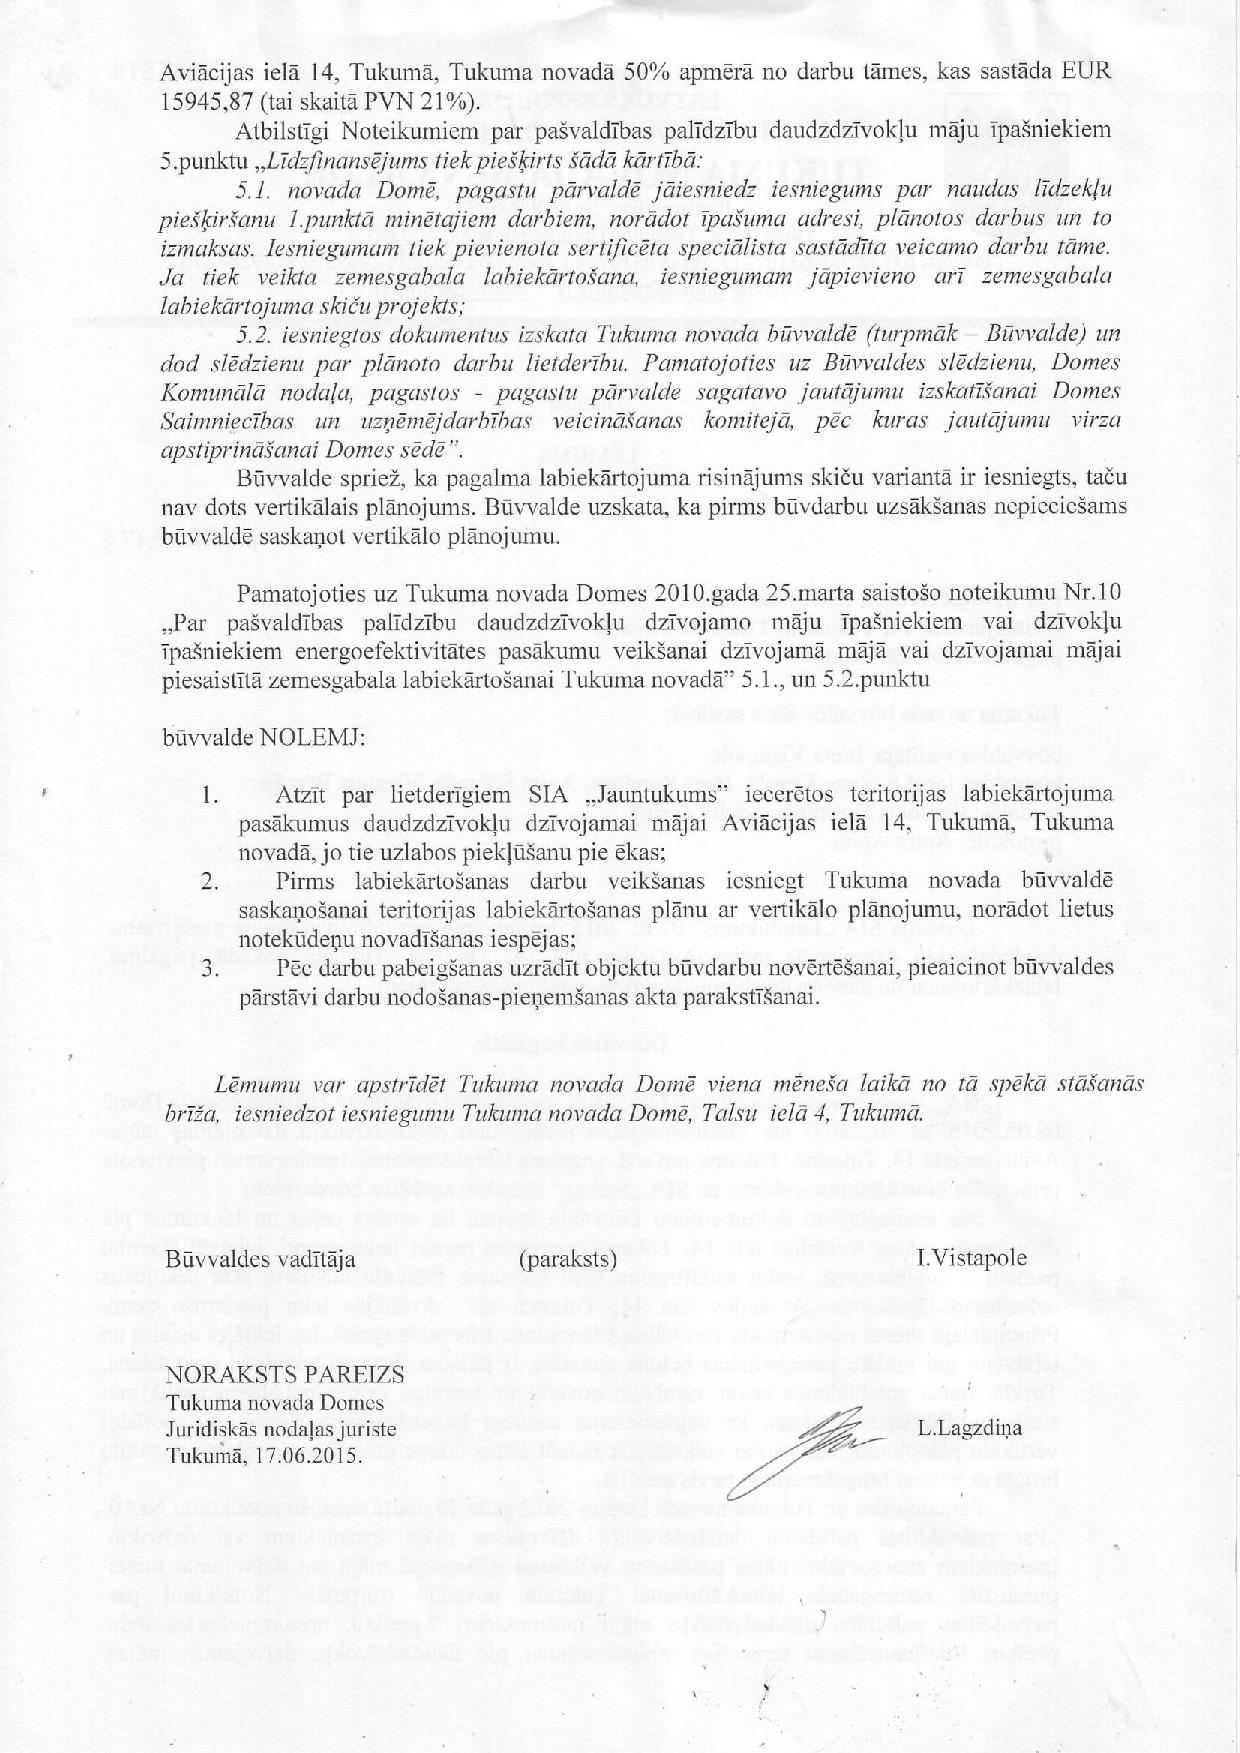 Aviācijas ielā 14, Tukumā, Tukuma novadā 50% apmērā no darbu tāmes, kas sastāda EUR
15945,87 (tai skaitā PVN 21%).
Atbilstīgi Noteikumiem par pašvaldības palīdzību daudzdzīvokļu māju īpašniekiem
5.punktu „Līdzfinansējums tiek piešķirts šādā kārtībā:
5.1. novada Domē, pagastu pārvaldē jāiesniedz iesniegums par naudas līdzekļu
piešķiršanu 1.punktā minētajiem darbiem, norādot īpašuma adresi, plānotos darbus un to
izmaksas. Iesniegumam tiek pievienota sertificēta speciālista sastādīta veicamo darbu tāme.
Ja tiek veikta zemesgabala labiekārtošana, iesniegumam jāpievieno arī zemesgabala
labiekārtojuma skiču projekts;
5.2. iesniegtos dokumentus izskata Tukuma novada būvvaldē (turpmāk – Būvvalde) un
dod slēdzienu par plānoto darbu lietderību. Pamatojoties uz Būvvaldes slēdzienu, Domes
Komunālā nodaļa, pagastos - pagastu pārvalde sagatavo jautājumu izskatīšanai Domes
Saimniecības un uzņēmējdarbības veicināšanas komitejā, pēc kuras jautājumu virza
apstiprināšanai Domes sēdē”.
Būvvalde spriež, ka pagalma labiekārtojuma risinājums skiču variantā ir iesniegts, taču
nav dots vertikālais plānojums. Būvvalde uzskata, ka pirms būvdarbu uzsākšanas nepieciešams
būvvaldē saskaņot vertikālo plānojumu.
Pamatojoties uz Tukuma novada Domes 2010.gada 25.marta saistošo noteikumu Nr.10
„Par pašvaldības palīdzību daudzdzīvokļu dzīvojamo māju īpašniekiem vai dzīvokļu
īpašniekiem energoefektivitātes pasākumu veikšanai dzīvojamā mājā vai dzīvojamai mājai
piesaistītā zemesgabala labiekārtošanai Tukuma novadā” 5.1., un 5.2.punktu
būvvalde NOLEMJ:
1. Atzīt par lietderīgiem SIA „Jauntukums” iecerētos teritorijas labiekārtojuma
pasākumus daudzdzīvokļu dzīvojamai mājai Aviācijas ielā 14, Tukumā, Tukuma
novadā, jo tie uzlabos piekļūšanu pie ēkas;
2. Pirms labiekārtošanas darbu veikšanas iesniegt Tukuma novada būvvaldē
saskaņošanai teritorijas labiekārtošanas plānu ar vertikālo plānojumu, norādot lietus
notekūdeņu novadīšanas iespējas;
3. Pēc darbu pabeigšanas uzrādīt objektu būvdarbu novērtēšanai, pieaicinot būvvaldes
pārstāvi darbu nodošanas-pieņemšanas akta parakstīšanai.
Lēmumu var apstrīdēt Tukuma novada Domē viena mēneša laikā no tā spēkā stāšanās
brīža, iesniedzot iesniegumu Tukuma novada Domē, Talsu ielā 4, Tukumā.
Būvvaldes vadītāja (paraksts) I.Vistapole
NORAKSTS PAREIZS
Tukuma novada Domes
Juridiskās nodaļas juriste L.Lagzdiņa
Tukumā, 17.06.2015.